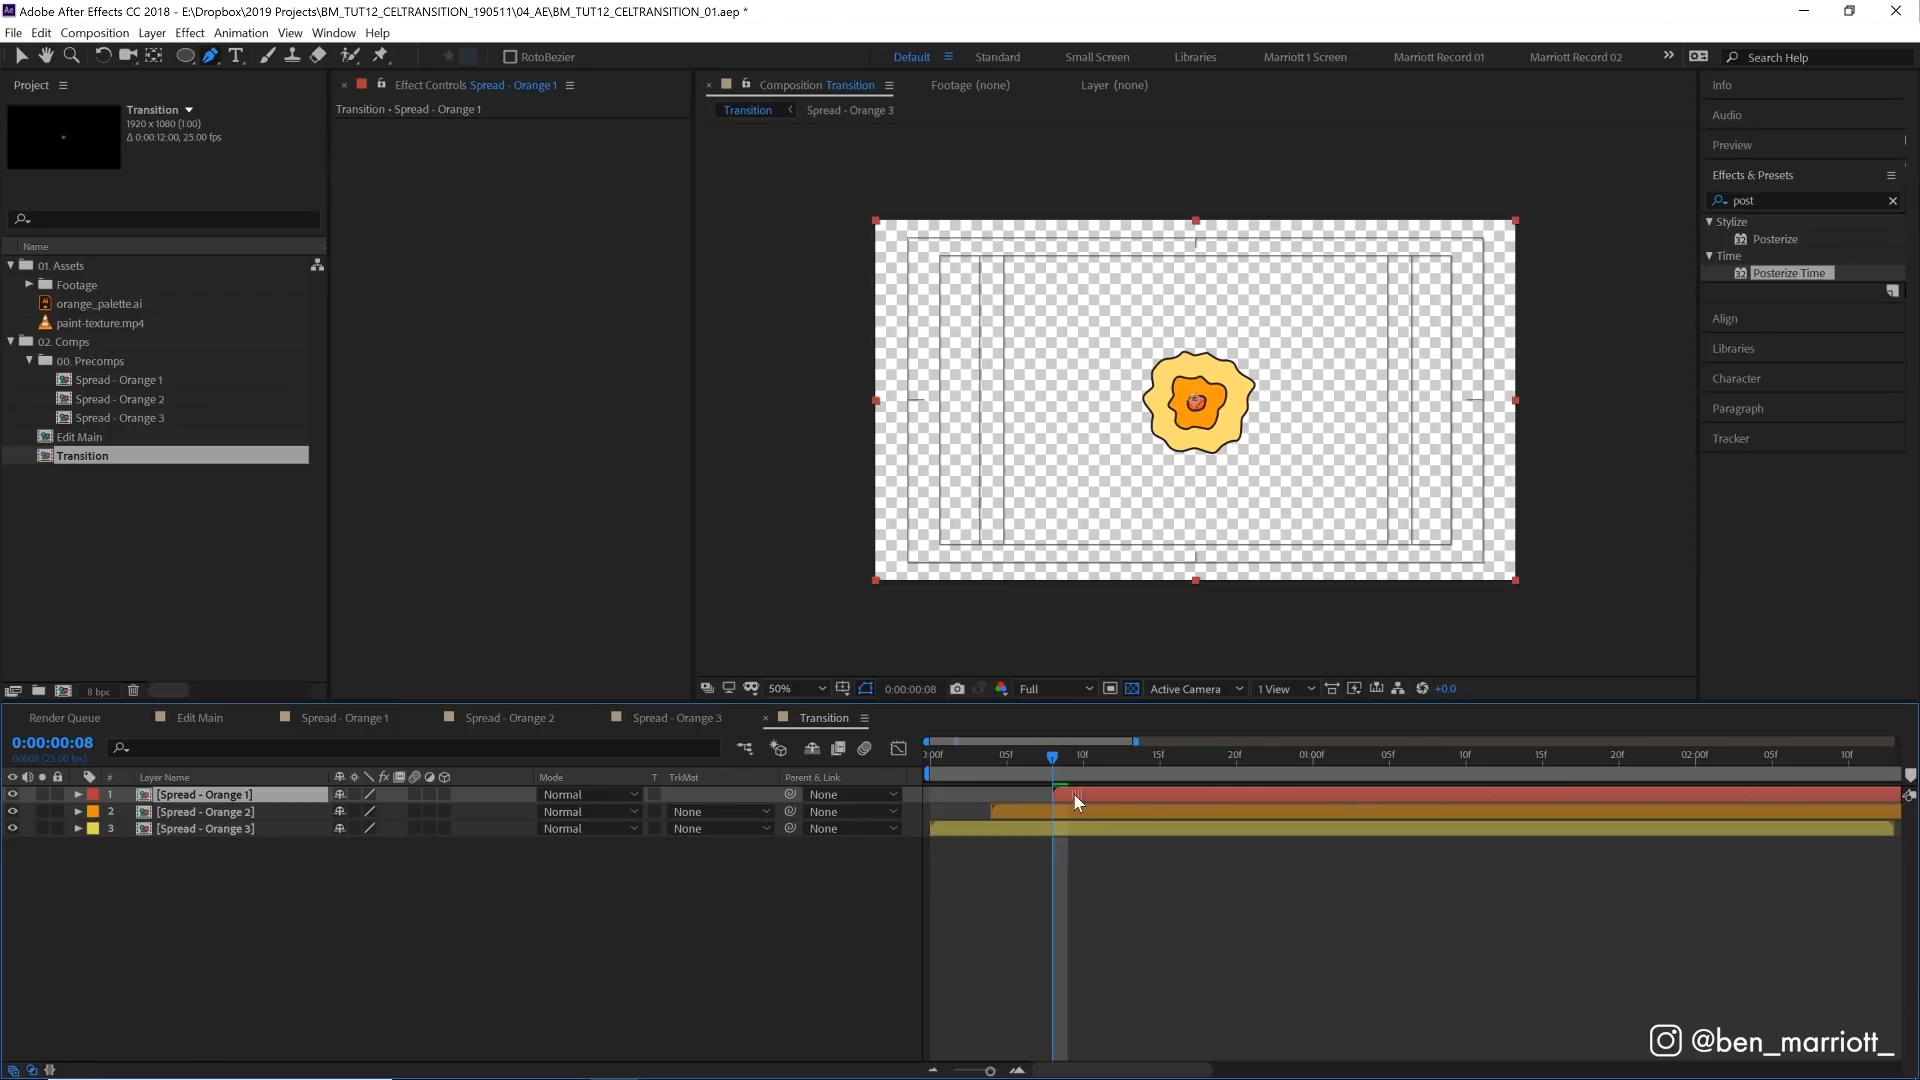 Adobe After Effects CC 2018 - E:\Dropbox\2019 Projects\BM_TUT12_CELTRANSITION_190511\04_AE\BM_TUT12_CELTRANSITION_01.aep *
File Edit Composition Layer Effect Animation View Window Help
RotoBezier Default Standard Small Screen Libraries Marriott 1 Screen Marriott Record 01 Marriott Record 02 Search Help
Project
Effect Controls Spread - Orange 1
Composition Transition
Footage (none)
Layer (none)
Info
Transition
1920 x 1080 (1.00)
Δ 0:00:12:00, 25.00 fps
Transition • Spread - Orange 1
Transition
Spread - Orange 3
Audio
Preview
Effects & Presets
post
Stylize
32 Posterize
Time
32 Posterize Time
Align
Libraries
Character
Paragraph
Tracker
Name
01. Assets
Footage
orange_palette.ai
paint-texture.mp4
02. Comps
00. Precomps
Spread - Orange 1
Spread - Orange 2
Spread - Orange 3
Edit Main
Transition
8 bpc
50% 0:00:00:08 Full Active Camera 1 View +0.0
Render Queue Edit Main Spread - Orange 1 Spread - Orange 2 Spread - Orange 3 Transition
0:00:00:08
00008 (25.00 fps)
:00f 05f 10f 15f 20f 01:00f 05f 10f 15f 20f 02:00f 05f 10f
# Layer Name fx Mode T TrkMat Parent & Link
1 [Spread - Orange 1] Normal None
2 [Spread - Orange 2] Normal None None
3 [Spread - Orange 3] Normal None None
@ben_marriott_